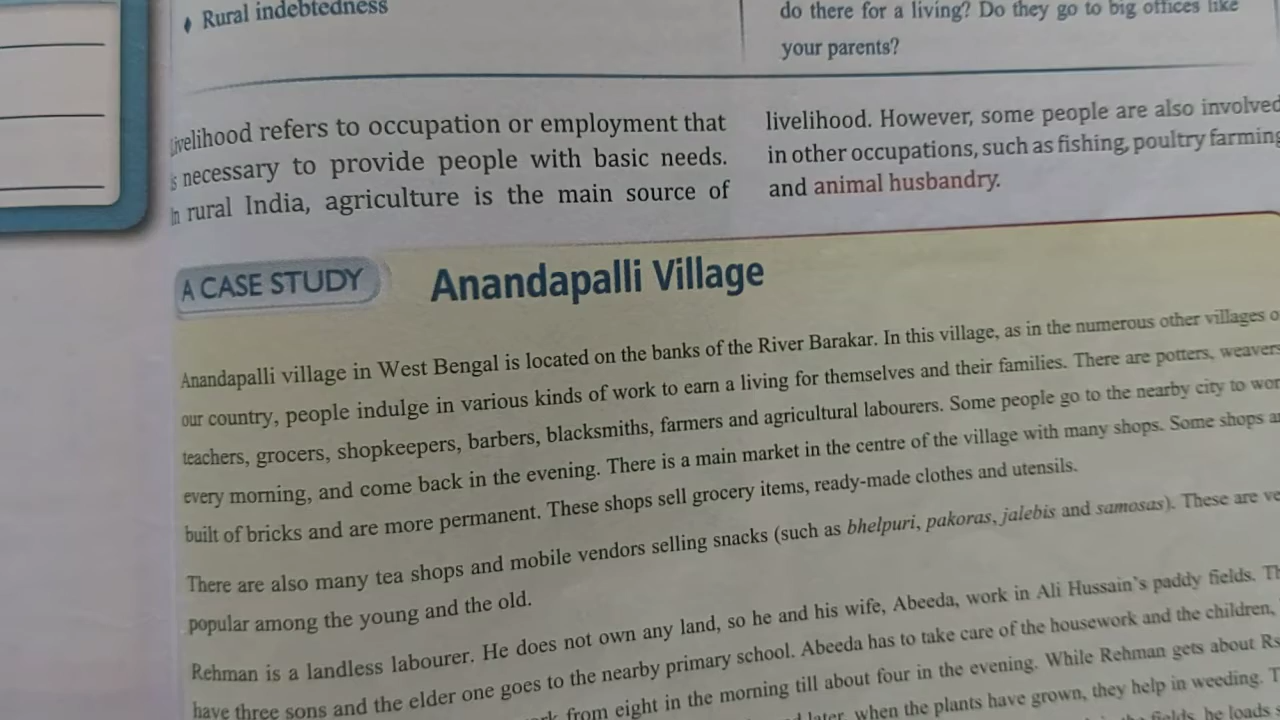 ♦ Rural indebtedness
do there for a living? Do they go to big offices like
your parents?
Livelihood refers to occupation or employment that
is necessary to provide people with basic needs.
In rural India, agriculture is the main source of
livelihood. However, some people are also involved
in other occupations, such as fishing, poultry farming
and animal husbandry.
A CASE STUDY
Anandapalli Village
Anandapalli village in West Bengal is located on the banks of the River Barakar. In this village, as in the numerous other villages
our country, people indulge in various kinds of work to earn a living for themselves and their families. There are potters, weavers
teachers, grocers, shopkeepers, barbers, blacksmiths, farmers and agricultural labourers. Some people go to the nearby city to
every morning, and come back in the evening. There is a main market in the centre of the village with many shops. Some shops
built of bricks and are more permanent. These shops sell grocery items, ready-made clothes and utensils.
There are also many tea shops and mobile vendors selling snacks (such as bhelpuri, pakoras, jalebis and samosas). These are
popular among the young and the old.
Rehman is a landless labourer. He does not own any land, so he and his wife, Abeeda, work in Ali Hussain's paddy fields.
have three sons and the elder one goes to the nearby primary school. Abeeda has to take care of the housework and the children,
from eight in the morning till about four in the evening. While Rehman gets about
later, when the plants have grown, they help in weeding.
fields, he loads